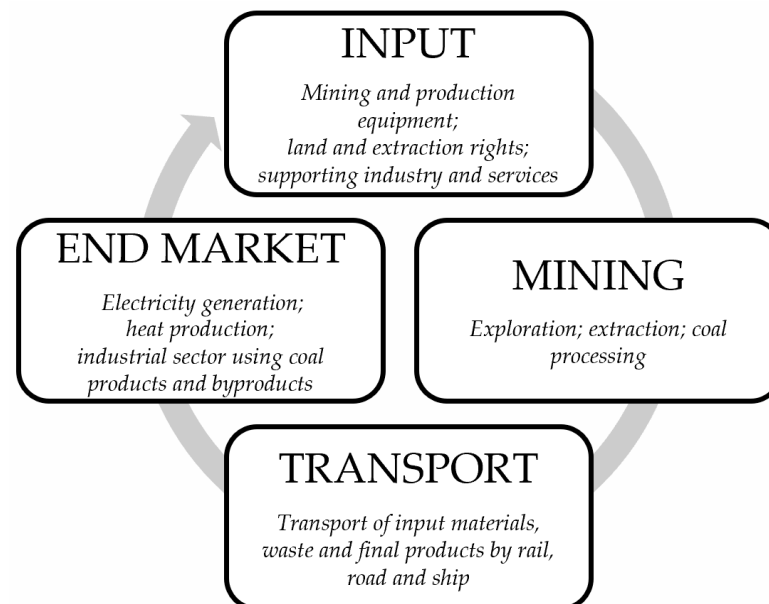 INPUT
Mining and production
equipment;
land and extraction rights;
supporting industry and services
END MARKET
Electricity generation;
heat production;
industrial sector using coal
products and byproducts
MINING
Exploration; extraction; coal
processing
TRANSPORT
Transport of input materials,
waste and final products by rail,
road and ship